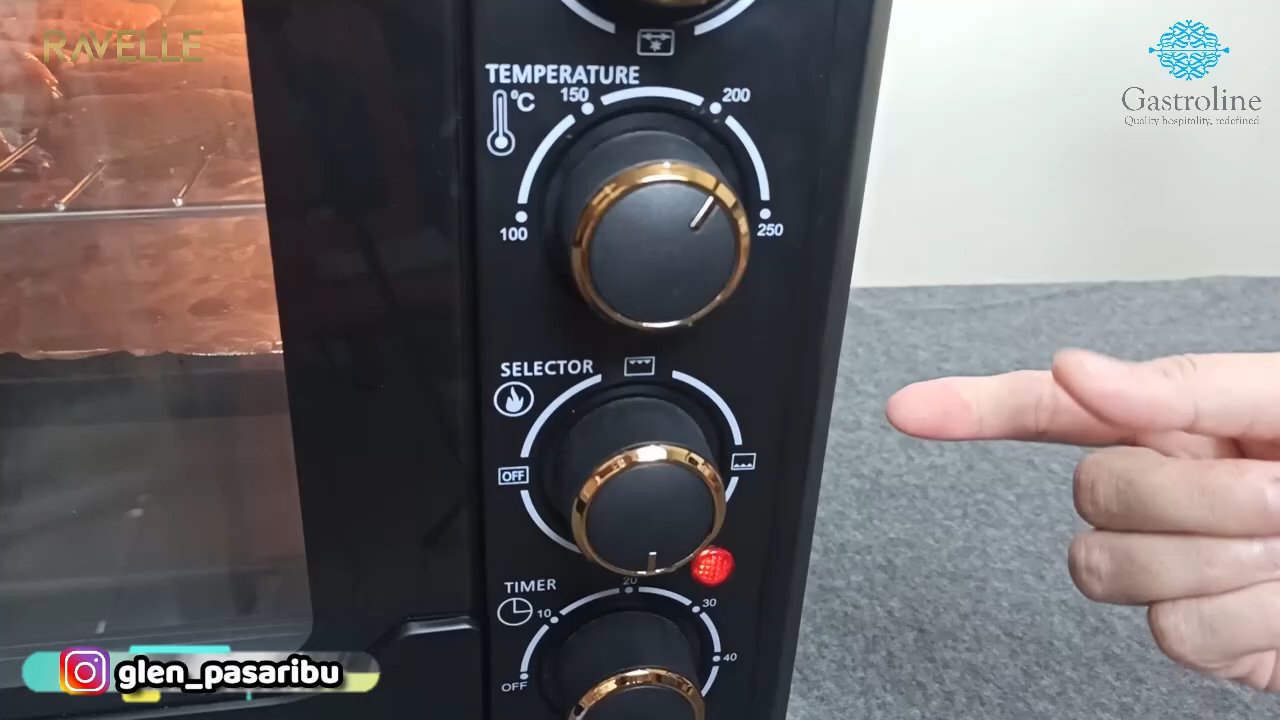 RAVELLE
Gastroline
Quality hospitality, redefined
TEMPERATURE
°C
150
200
100
250
SELECTOR
OFF
TIMER
10
20
30
40
OFF
glen_pasaribu